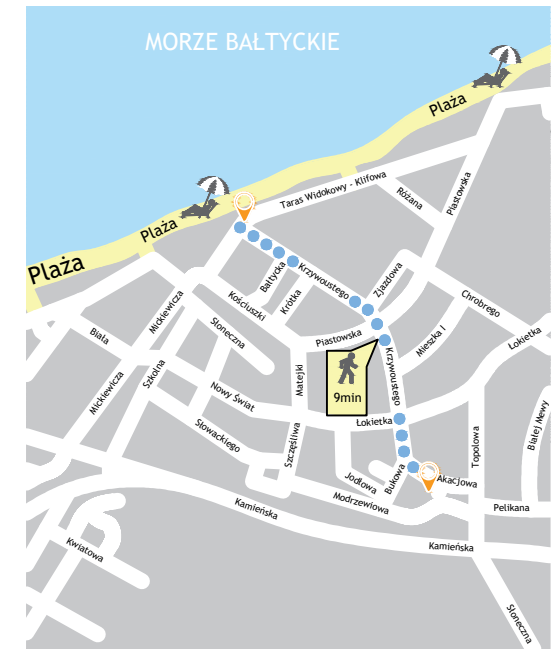 MORZE BAŁTYCKIE
Plaża
Taras Widokowy - Klifowa
Różana
Piastowska
Plaża
Plaża
Bałtycka
Krzywoustego
Zjazdowa
Chrobrego
Mickiewicza
Kościuszki
Krótka
Słoneczna
Piastowska
Mieszka I
Łokietka
Biała
Szkolna
Mickiewicza
Matejki
9min
Krzywoustego
Nowy Świat
Łokietka
Słowackiego
Szczęśliwa
Topolowa
Białej Mewy
Jodłowa
Bukowa
Akacjowa
Modrzewiowa
Pelikana
Kamieńska
Kamieńska
Kwiatowa
Słoneczna